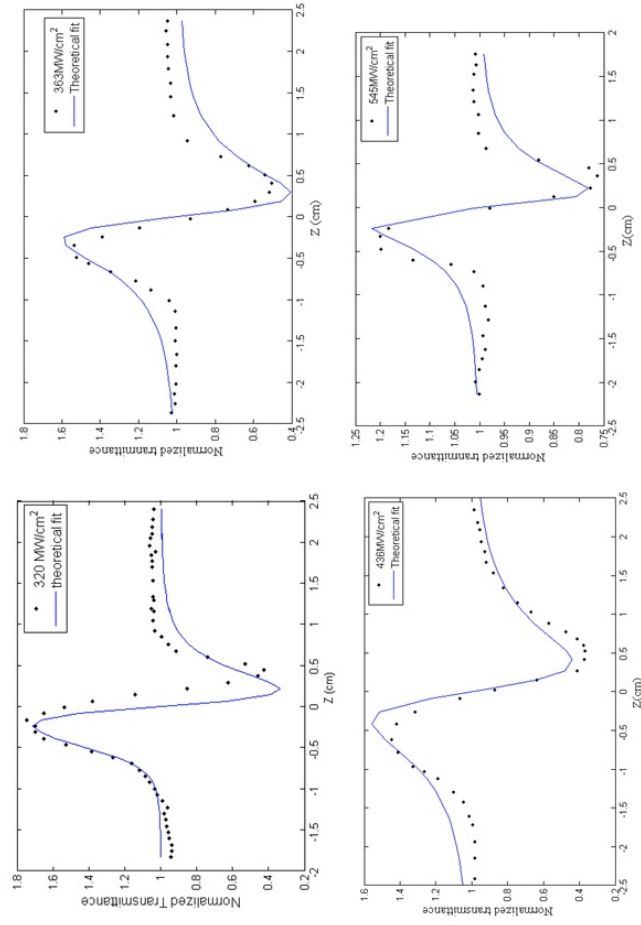 320 MW/cm²
theoretical fit
1.8
1.6
1.4
1.2
1
0.8
0.6
0.4
0.2
Normalized Transmittance
-2 -1.5 -1 -0.5 0 0.5 1 1.5 2 2.5
Z (cm)
363MW/cm²
Theoretical fit
1.8
1.6
1.4
1.2
1
0.8
0.6
0.4
Normalized tranmittance
-2.5 -2 -1.5 -1 -0.5 0 0.5 1 1.5 2 2.5
Z (cm)
436MW/cm²
Theoretical fit
1.6
1.4
1.2
1
0.8
0.6
0.4
0.2
Normalized tranmittance
-2.5 -2 -1.5 -1 -0.5 0 0.5 1 1.5 2 2.5
Z(cm)
545MW/cm²
Theoretical fit
1.25
1.2
1.15
1.1
1.05
1
0.95
0.9
0.85
0.8
0.75
Normalized tranmittance
-2.5 -2 -1.5 -1 -0.5 0 0.5 1 1.5 2
Z(cm)